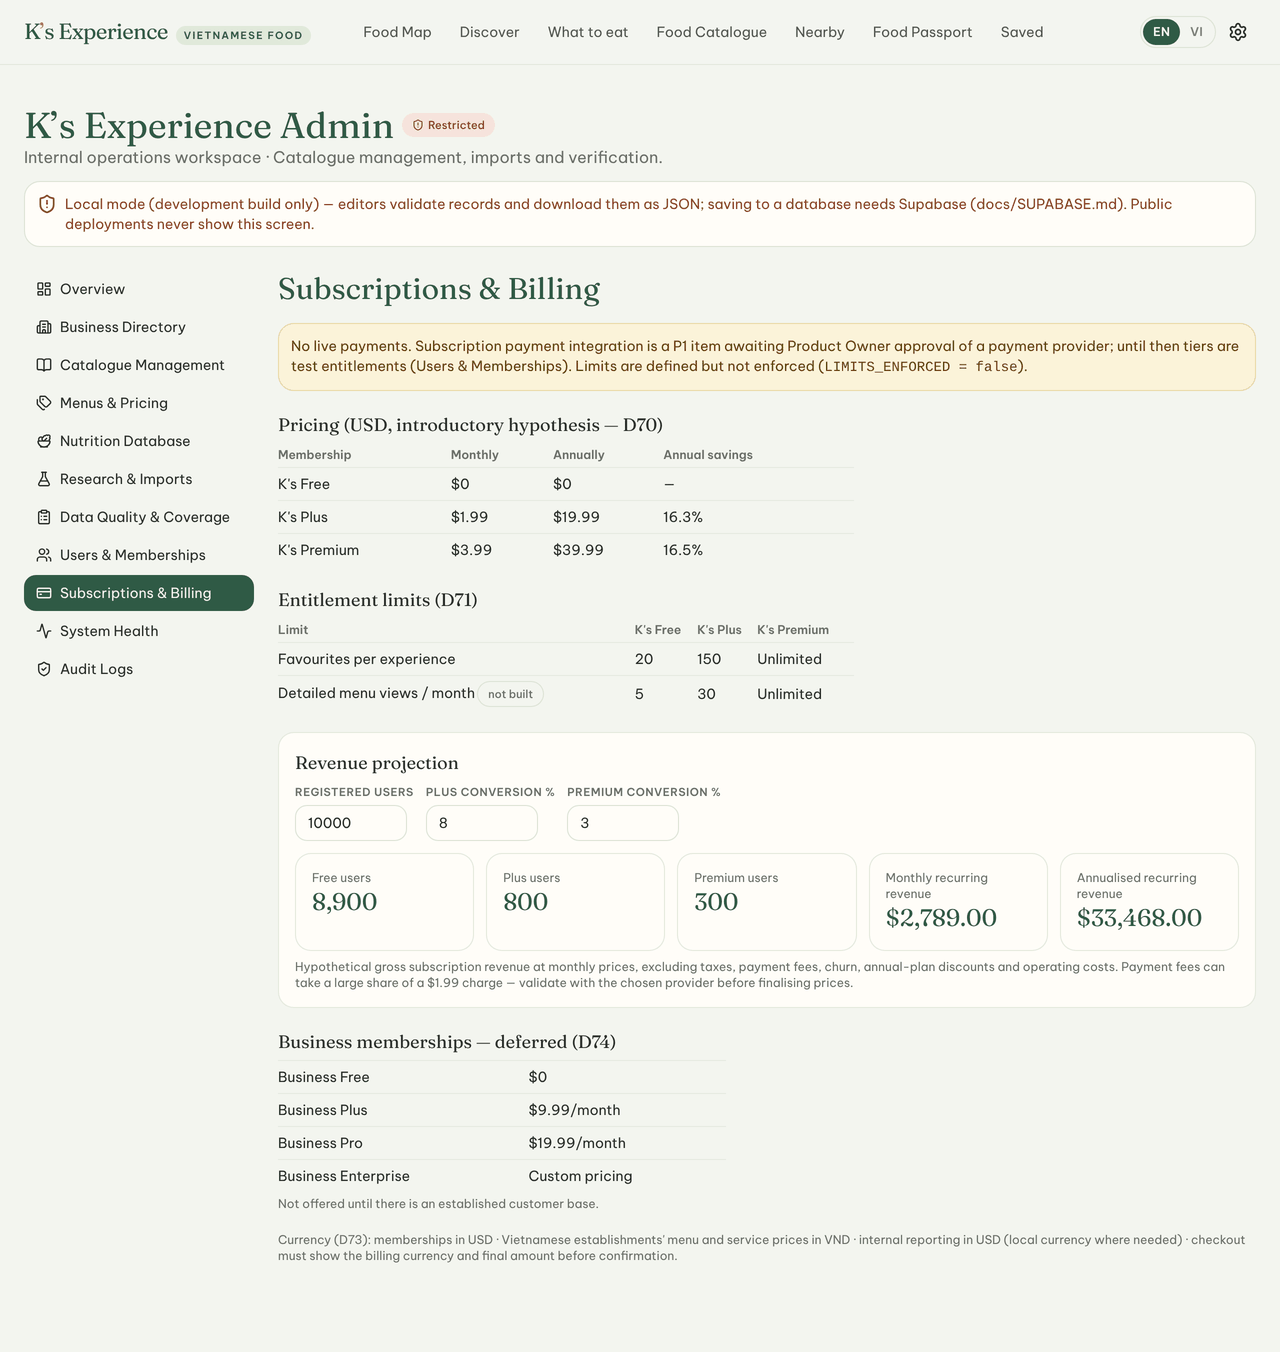 K's Experience VIETNAMESE FOOD Food Map Discover What to eat Food Catalogue Nearby Food Passport Saved EN VI
K's Experience Admin Restricted
Internal operations workspace · Catalogue management, imports and verification.
Local mode (development build only) — editors validate records and download them as JSON; saving to a database needs Supabase (docs/SUPABASE.md). Public
deployments never show this screen.
Overview
Business Directory
Catalogue Management
Menus & Pricing
Nutrition Database
Research & Imports
Data Quality & Coverage
Users & Memberships
Subscriptions & Billing
System Health
Audit Logs
Subscriptions & Billing
No live payments. Subscription payment integration is a P1 item awaiting Product Owner approval of a payment provider; until then tiers are
test entitlements (Users & Memberships). Limits are defined but not enforced (LIMITS_ENFORCED = false).
Pricing (USD, introductory hypothesis — D70)
Membership Monthly Annually Annual savings
K's Free $0 $0 —
K's Plus $1.99 $19.99 16.3%
K's Premium $3.99 $39.99 16.5%
Entitlement limits (D71)
Limit K's Free K's Plus K's Premium
Favourites per experience 20 150 Unlimited
Detailed menu views / month not built 5 30 Unlimited
Revenue projection
REGISTERED USERS PLUS CONVERSION % PREMIUM CONVERSION %
10000 8 3
Free users
8,900
Plus users
800
Premium users
300
Monthly recurring
revenue
$2,789.00
Annualised recurring
revenue
$33,468.00
Hypothetical gross subscription revenue at monthly prices, excluding taxes, payment fees, churn, annual-plan discounts and operating costs. Payment fees can
take a large share of a $1.99 charge — validate with the chosen provider before finalising prices.
Business memberships — deferred (D74)
Business Free $0
Business Plus $9.99/month
Business Pro $19.99/month
Business Enterprise Custom pricing
Not offered until there is an established customer base.
Currency (D73): memberships in USD · Vietnamese establishments' menu and service prices in VND · internal reporting in USD (local currency where needed) · checkout
must show the billing currency and final amount before confirmation.